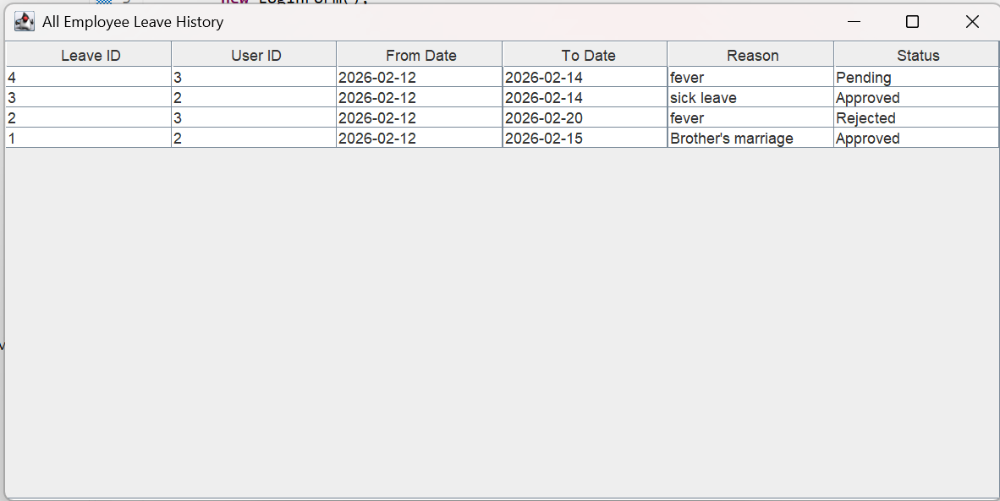 new LoginForm();
All Employee Leave History
Leave ID User ID From Date To Date Reason Status
4 3 2026-02-12 2026-02-14 fever Pending
3 2 2026-02-12 2026-02-14 sick leave Approved
2 3 2026-02-12 2026-02-20 fever Rejected
1 2 2026-02-12 2026-02-15 Brother's marriage Approved